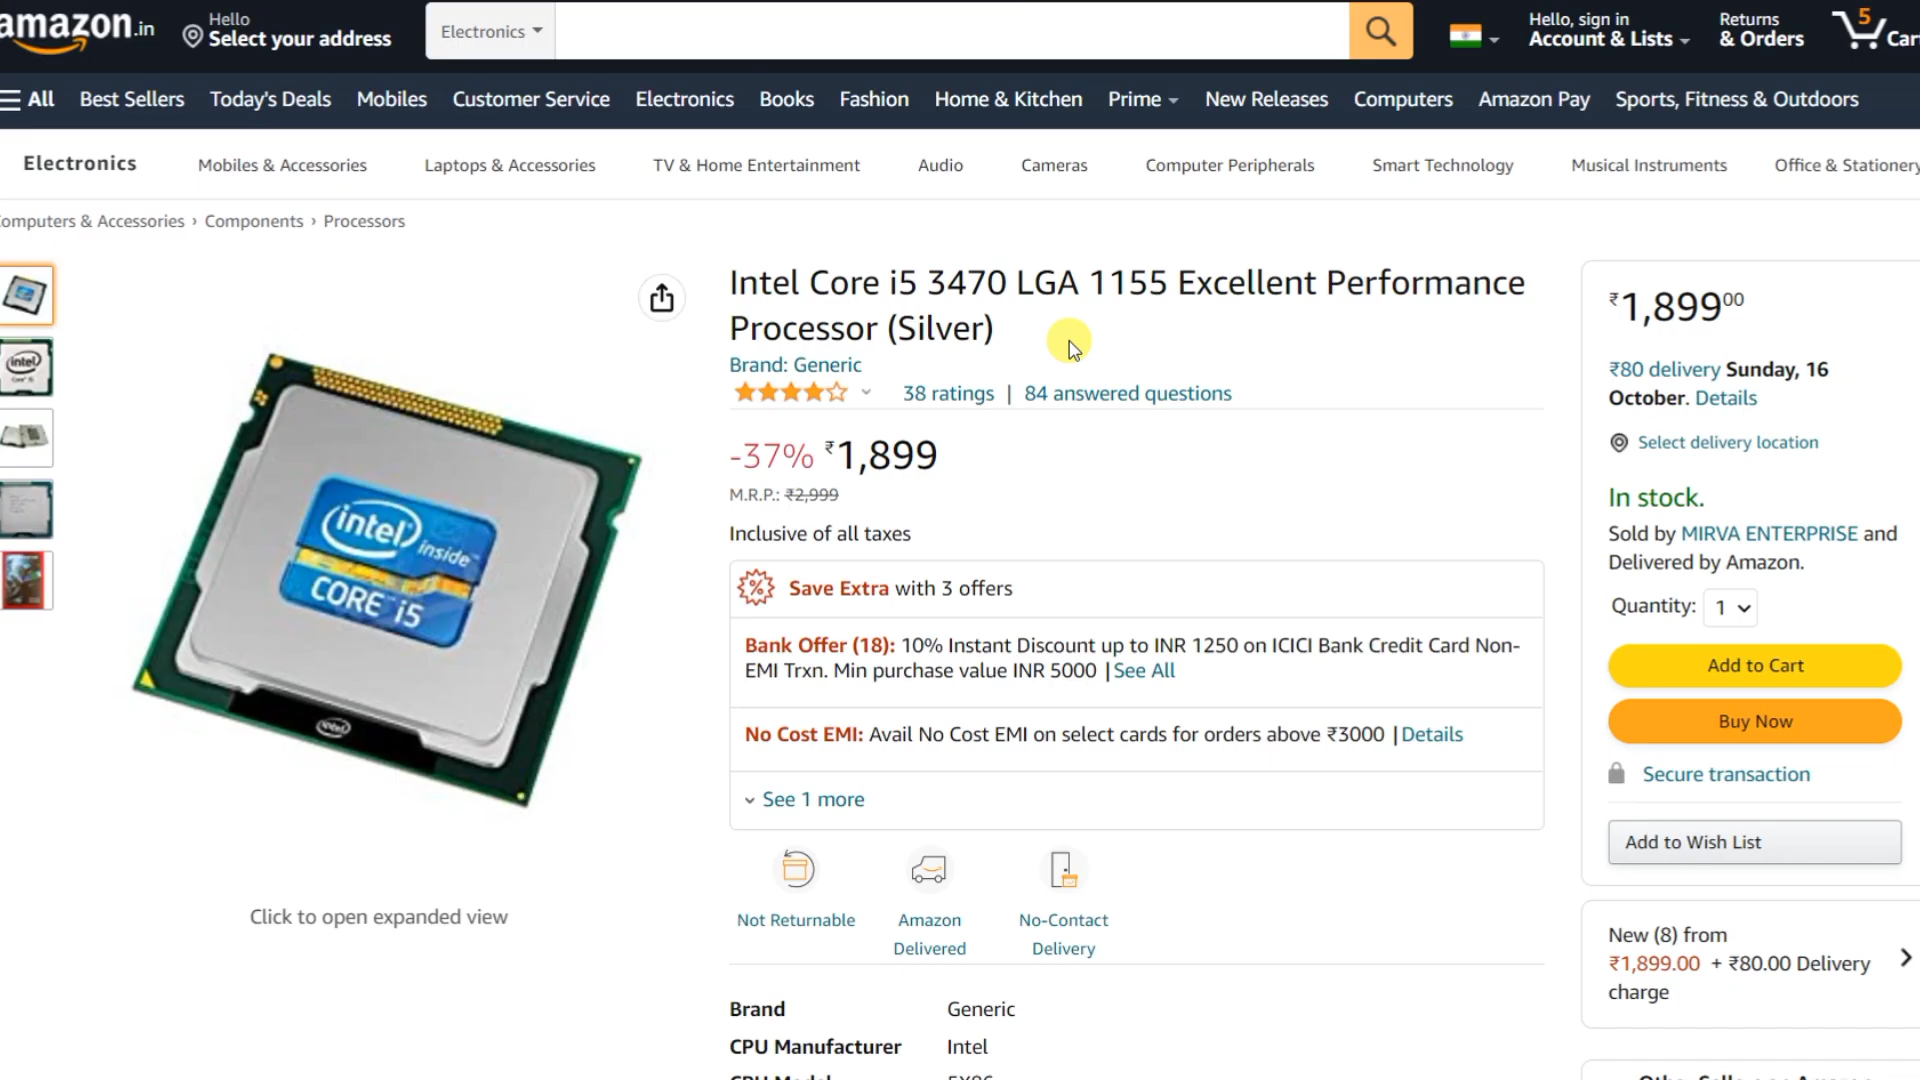 amazon.in
Hello
Select your address
Electronics
Hello, sign in
Account & Lists
Returns
& Orders
5
All
Best Sellers
Today's Deals
Mobiles
Customer Service
Electronics
Books
Fashion
Home & Kitchen
Prime
New Releases
Computers
Amazon Pay
Sports, Fitness & Outdoors
Electronics
Mobiles & Accessories
Laptops & Accessories
TV & Home Entertainment
Audio
Cameras
Computer Peripherals
Smart Technology
Musical Instruments
Office & Stationery
omputers & Accessories › Components › Processors
intel
intel inside
CORE i5
intel
Click to open expanded view
Intel Core i5 3470 LGA 1155 Excellent Performance
Processor (Silver)
Brand: Generic
38 ratings | 84 answered questions
-37% ₹1,899
M.R.P.: ₹2,999
Inclusive of all taxes
Save Extra with 3 offers
Bank Offer (18): 10% Instant Discount up to INR 1250 on ICICI Bank Credit Card Non-
EMI Trxn. Min purchase value INR 5000 | See All
No Cost EMI: Avail No Cost EMI on select cards for orders above ₹3000 | Details
See 1 more
Not Returnable
Amazon
Delivered
No-Contact
Delivery
Brand Generic
CPU Manufacturer Intel
₹1,899 00
₹80 delivery Sunday, 16
October. Details
Select delivery location
In stock.
Sold by MIRVA ENTERPRISE and
Delivered by Amazon.
Quantity: 1
Add to Cart
Buy Now
Secure transaction
Add to Wish List
New (8) from
₹1,899.00 + ₹80.00 Delivery
charge